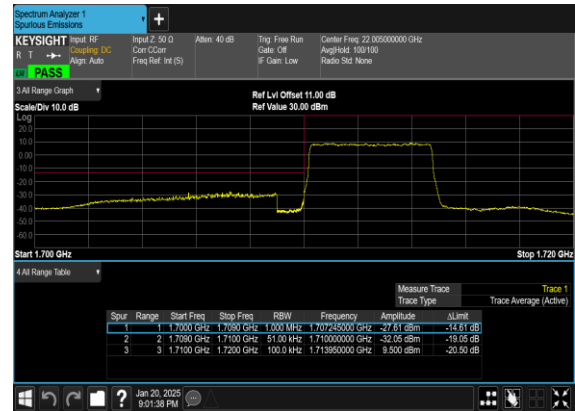 Spectrum Analyzer 1
Spurious Emissions
KEYSIGHT Input: RF Input Z: 50 Ω Atten: 40 dB Trig: Free Run Center Freq: 22.005000000 GHz
R T Coupling: DC Corr CCorr Gate: Off Avg|Hold: 100/100
Align: Auto Freq Ref: Int (S) IF Gain: Low Radio Std: None
LXI PASS
3 All Range Graph
Ref Lvl Offset 11.00 dB
Scale/Div 10.0 dB Ref Value 30.00 dBm
Log
20.0
10.0
0.00
-10.0
-20.0
-30.0
-40.0
-50.0
-60.0
Start 1.700 GHz Stop 1.720 GHz
4 All Range Table
Measure Trace Trace 1
Trace Type Trace Average (Active)
Spur Range Start Freq Stop Freq RBW Frequency Amplitude ΔLimit
1 1 1.7000 GHz 1.7090 GHz 1.000 MHz 1.707245000 GHz -27.61 dBm -14.61 dB
2 2 1.7090 GHz 1.7100 GHz 51.00 kHz 1.710000000 GHz -32.05 dBm -19.05 dB
3 3 1.7100 GHz 1.7200 GHz 100.0 kHz 1.713950000 GHz 9.500 dBm -20.50 dB
Jan 20, 2025
9:01:38 PM